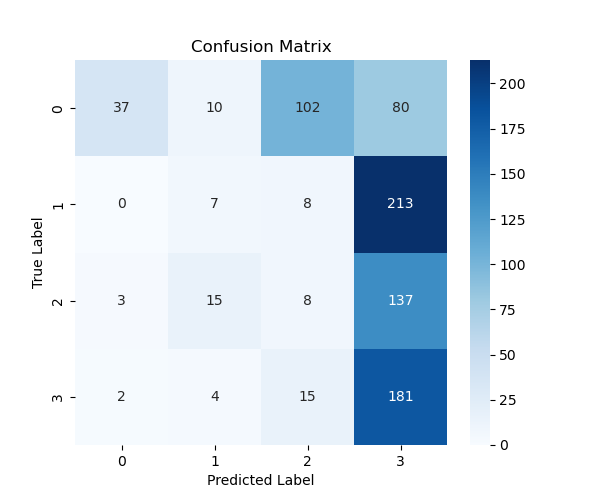 Confusion Matrix
0 37 10 102 80
1 0 7 8 213
2 3 15 8 137
3 2 4 15 181
0 1 2 3
Predicted Label
True Label
200
175
150
125
100
75
50
25
0